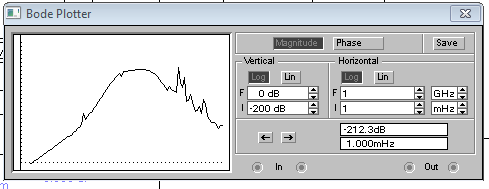 Bode Plotter
Magnitude Phase Save
Vertical Horizontal
Log Lin Log Lin
F 0 dB F 1 GHz
I -200 dB I 1 mHz
-212.3dB
1.000mHz
In Out